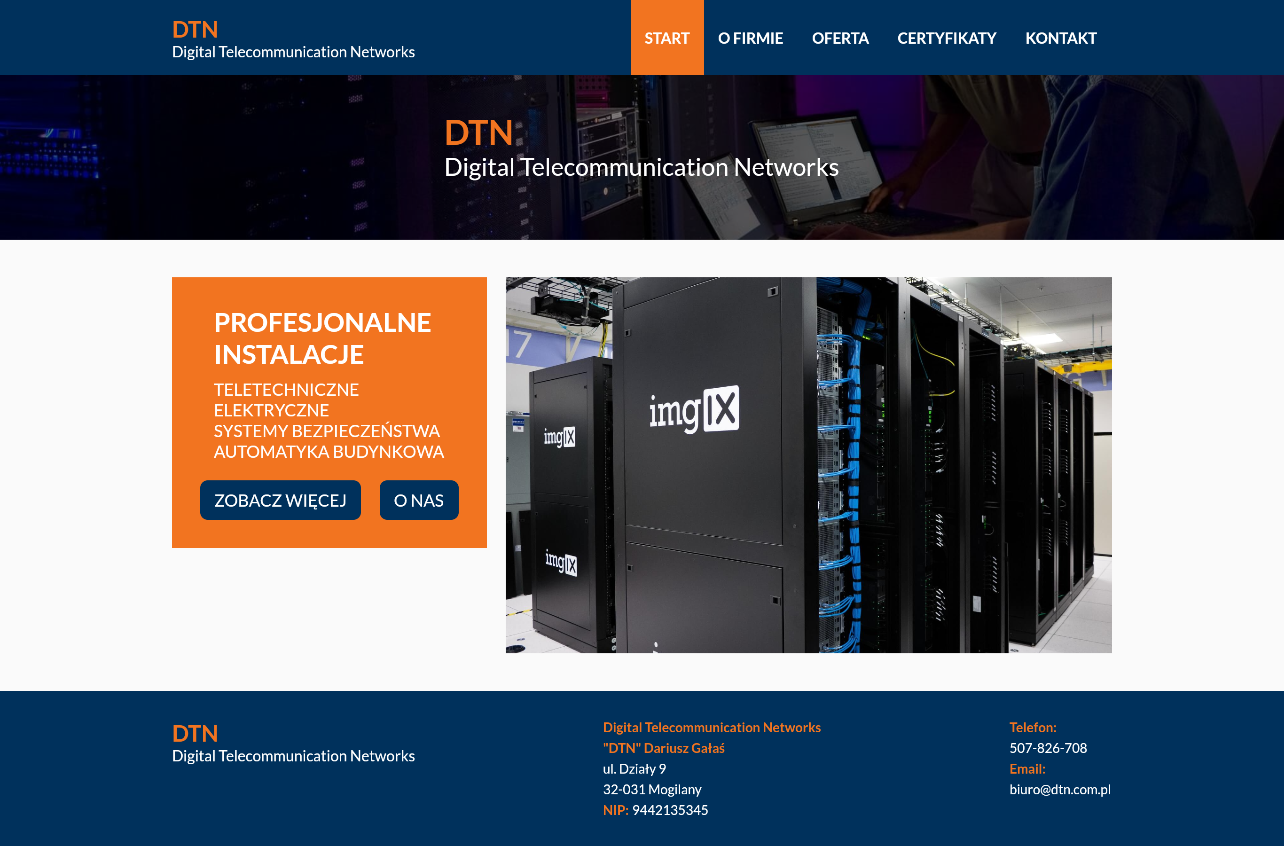 DTN
Digital Telecommunication Networks
START O FIRMIE OFERTA CERTYFIKATY KONTAKT
DTN
Digital Telecommunication Networks
PROFESJONALNE
INSTALACJE
TELETECHNICZNE
ELEKTRYCZNE
SYSTEMY BEZPIECZEŃSTWA
AUTOMATYKA BUDYNKOWA
ZOBACZ WIĘCEJ O NAS
17
imgIX
imgIX
imgIX
DTN
Digital Telecommunication Networks
Digital Telecommunication Networks
"DTN" Dariusz Gałaś
ul. Działy 9
32-031 Mogilany
NIP: 9442135345
Telefon:
507-826-708
Email:
biuro@dtn.com.pl